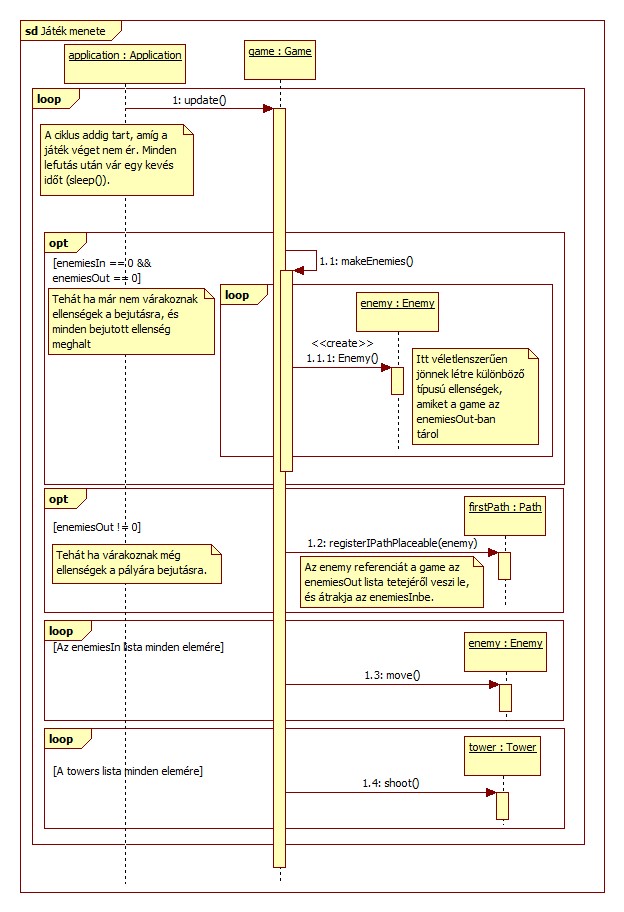 sd Játék menete
application : Application
game : Game
loop
1: update()
A ciklus addig tart, amíg a
játék véget nem ér. Minden
lefutás után vár egy kevés
időt (sleep()).
opt
[enemiesIn == 0 &&
enemiesOut == 0]
1.1: makeEnemies()
Tehát ha már nem várakoznak
ellenségek a bejutásra, és
minden bejutott ellenség
meghalt
loop
enemy : Enemy
<<create>>
1.1.1: Enemy()
Itt véletlenszerűen
jönnek létre különböző
típusú ellenségek,
amiket a game az
enemiesOut-ban
tárol
opt
[enemiesOut != 0]
firstPath : Path
Tehát ha várakoznak még
ellenségek a pályára bejutásra.
1.2: registerIPathPlaceable(enemy)
Az enemy referenciát a game az
enemiesOut lista tetejéről veszi le,
és átrakja az enemiesInbe.
loop
[Az enemiesIn lista minden elemére]
enemy : Enemy
1.3: move()
loop
[A towers lista minden elemére]
tower : Tower
1.4: shoot()